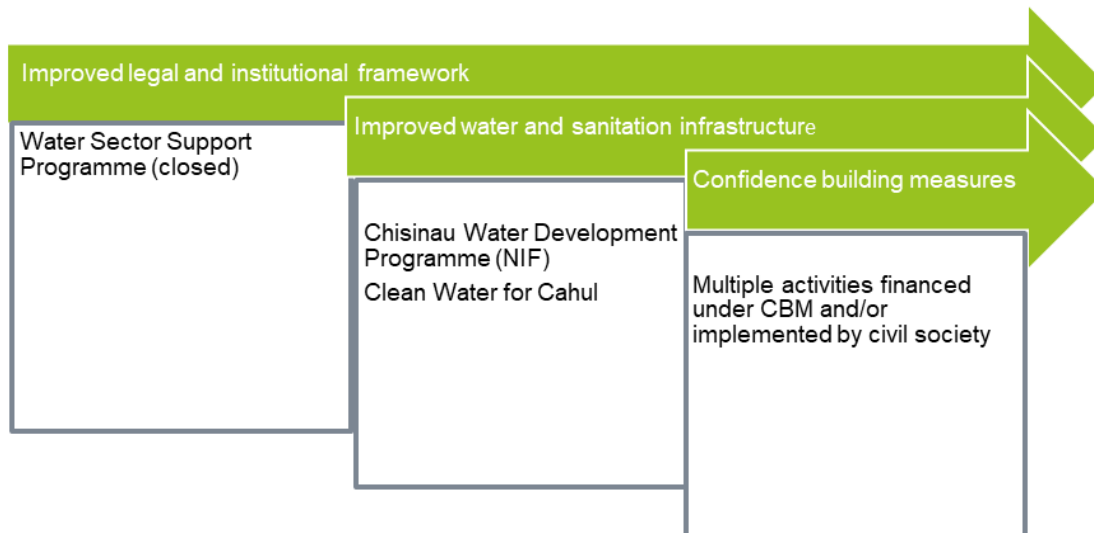 Improved legal and institutional framework
Water Sector Support
Programme (closed)
Improved water and sanitation infrastructure
Chisinau Water Development
Programme (NIF)
Clean Water for Cahul
Confidence building measures
Multiple activities financed
under CBM and/or
implemented by civil society